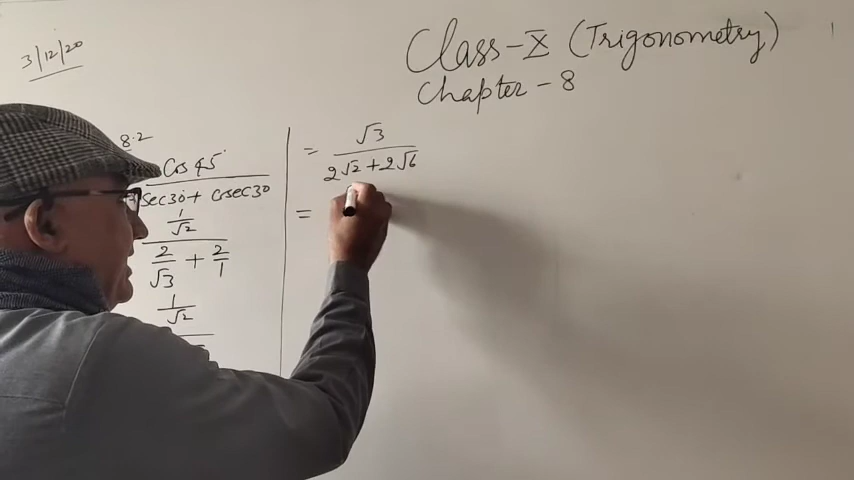 3/12/20
Class-X (Trigonometry)
Chapter-8
8.2
Cos 45°
Sec30+ Cosec30
1
√2
2 + 2
√3 1
1
√2
= √3
2√2+2√6
=